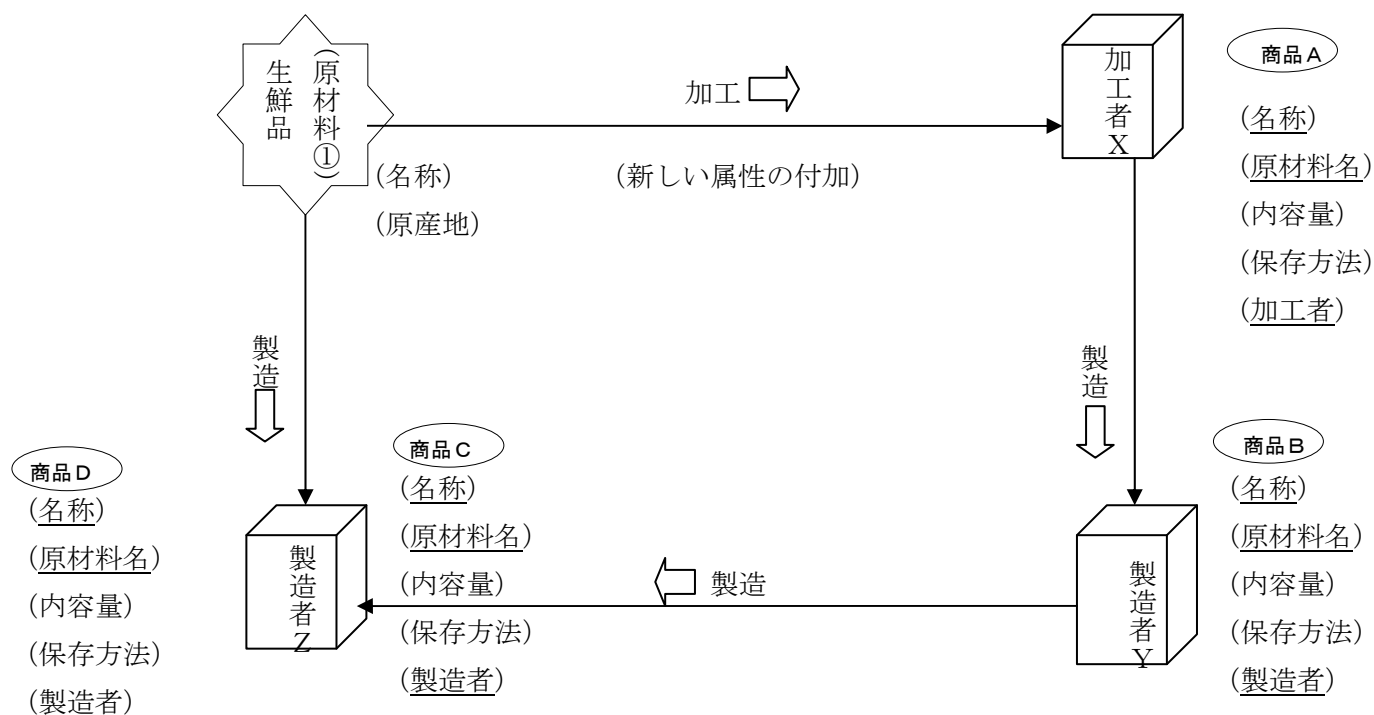 生鮮品
(原材料①)
(名称)
(原産地)
加工
(新しい属性の付加)
加工者X
商品A
(名称)
(原材料名)
(内容量)
(保存方法)
(加工者)
製造
製造
商品D
(名称)
(原材料名)
(内容量)
(保存方法)
(製造者)
製造者Z
商品C
(名称)
(原材料名)
(内容量)
(保存方法)
(製造者)
製造
製造者Y
商品B
(名称)
(原材料名)
(内容量)
(保存方法)
(製造者)